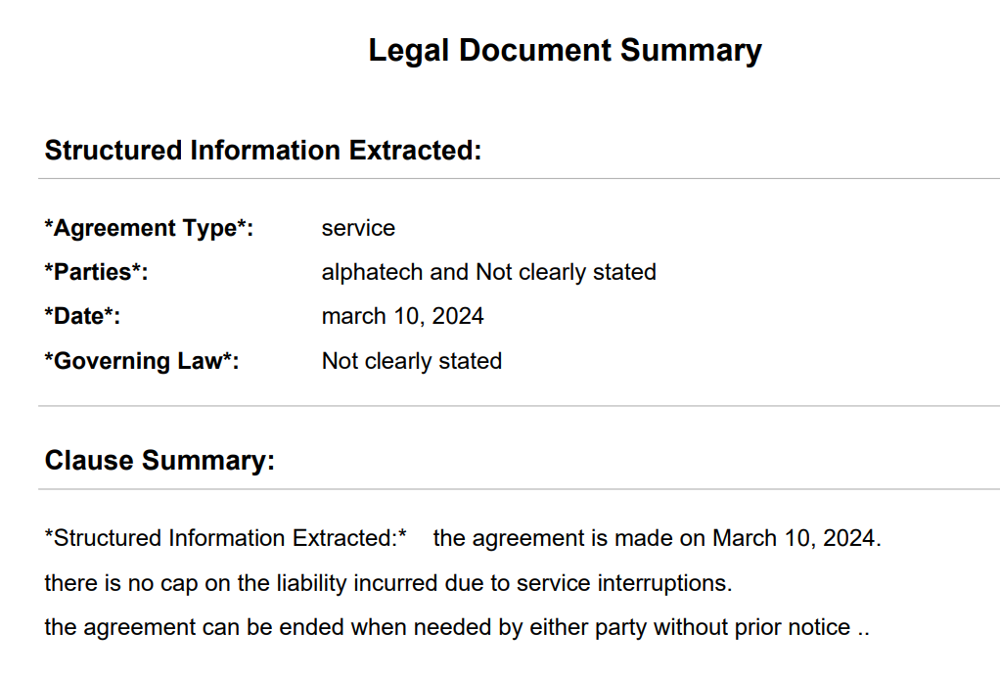 Legal Document Summary
Structured Information Extracted:
*Agreement Type*: service
*Parties*: alphatech and Not clearly stated
*Date*: march 10, 2024
*Governing Law*: Not clearly stated
Clause Summary:
*Structured Information Extracted:* the agreement is made on March 10, 2024.
there is no cap on the liability incurred due to service interruptions.
the agreement can be ended when needed by either party without prior notice ..